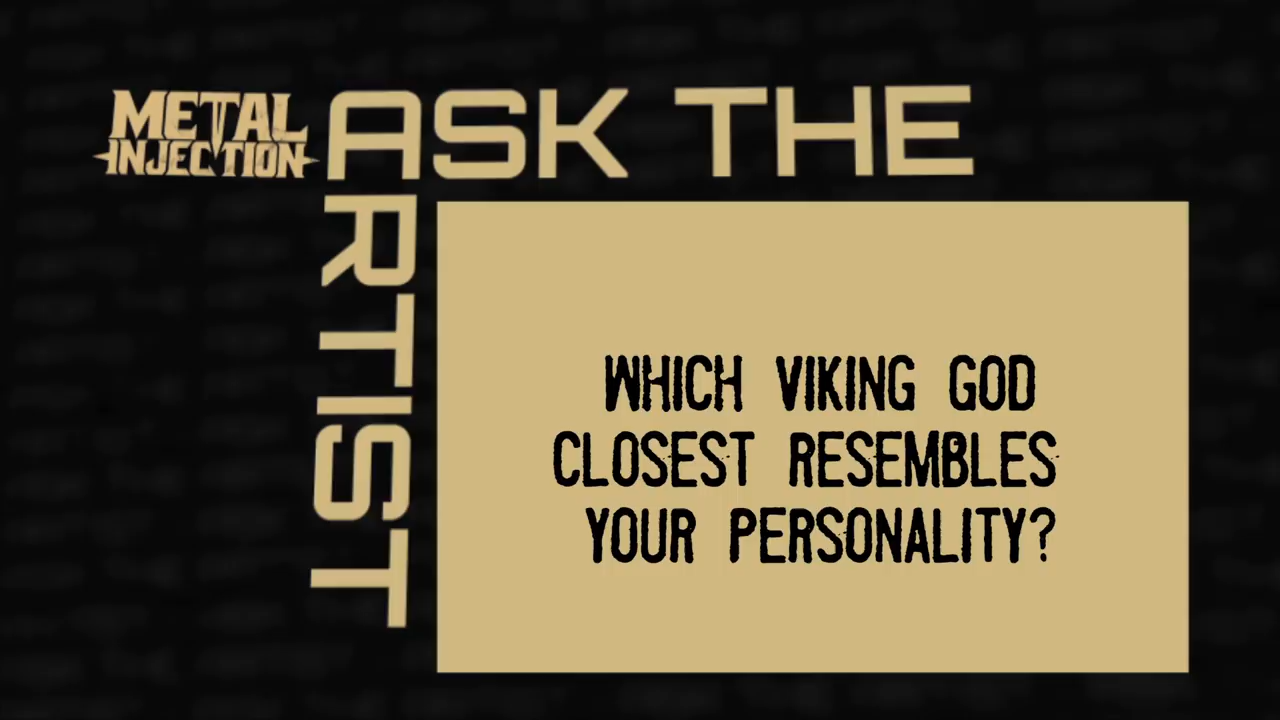 METAL
INJECTION
ASK THE
ARTIST
WHICH VIKING GOD
CLOSEST RESEMBLES
YOUR PERSONALITY?